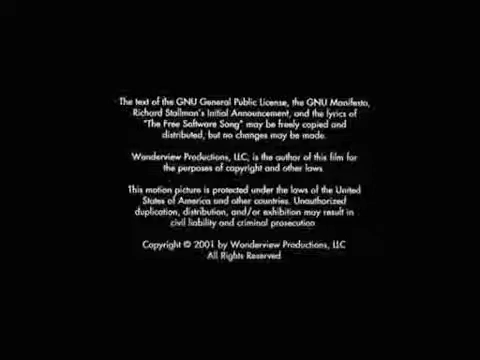 The text of the GNU General Public License, the GNU Manifesto,
Richard Stallman's Initial Announcement, and the lyrics of
"The Free Software Song" may be freely copied and
distributed, but no changes may be made.
Wonderview Productions, LLC, is the author of this film for
the purposes of copyright and other laws
This motion picture is protected under the laws of the United
States of America and other countries. Unauthorized
duplication, distribution, and/or exhibition may result in
civil liability and criminal prosecution
Copyright © 2001 by Wonderview Productions, LLC
All Rights Reserved